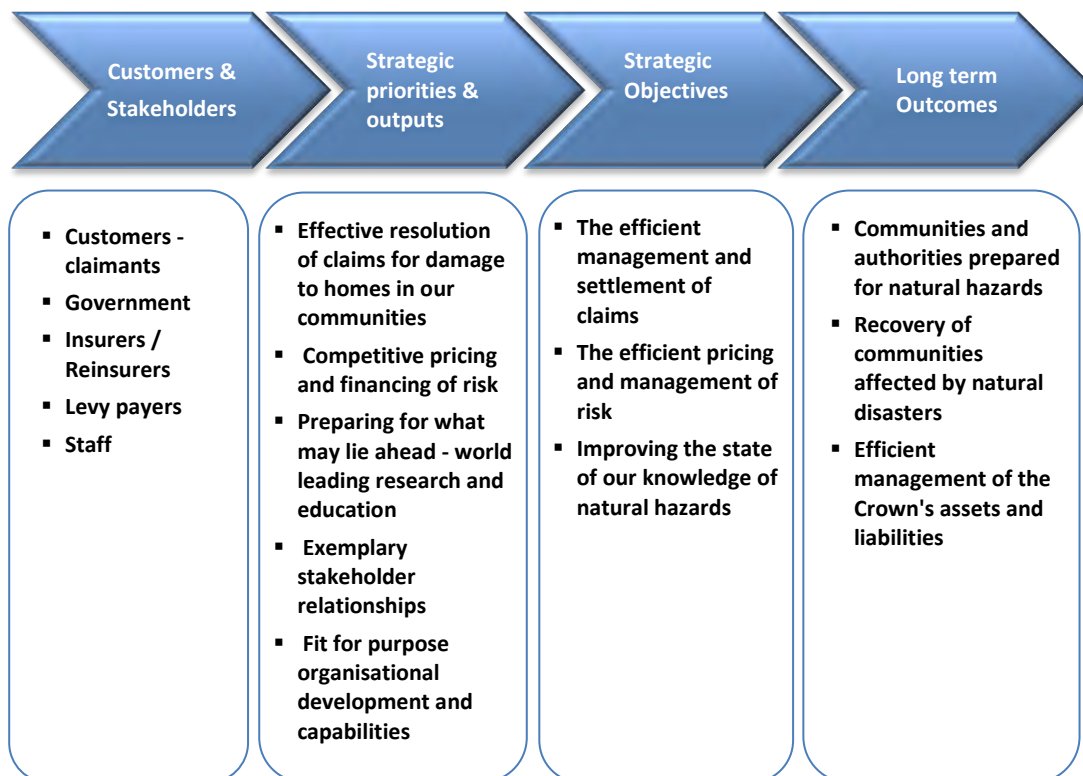 Customers &
Stakeholders
Strategic
priorities &
outputs
Strategic
Objectives
Long term
Outcomes
▪ Customers -
claimants
▪ Government
▪ Insurers /
Reinsurers
▪ Levy payers
▪ Staff
▪ Effective resolution
of claims for damage
to homes in our
communities
▪ Competitive pricing
and financing of risk
▪ Preparing for what
may lie ahead - world
leading research and
education
▪ Exemplary
stakeholder
relationships
▪ Fit for purpose
organisational
development and
capabilities
▪ The efficient
management and
settlement of
claims
▪ The efficient pricing
and management of
risk
▪ Improving the state
of our knowledge of
natural hazards
▪ Communities and
authorities prepared
for natural hazards
▪ Recovery of
communities
affected by natural
disasters
▪ Efficient
management of the
Crown's assets and
liabilities